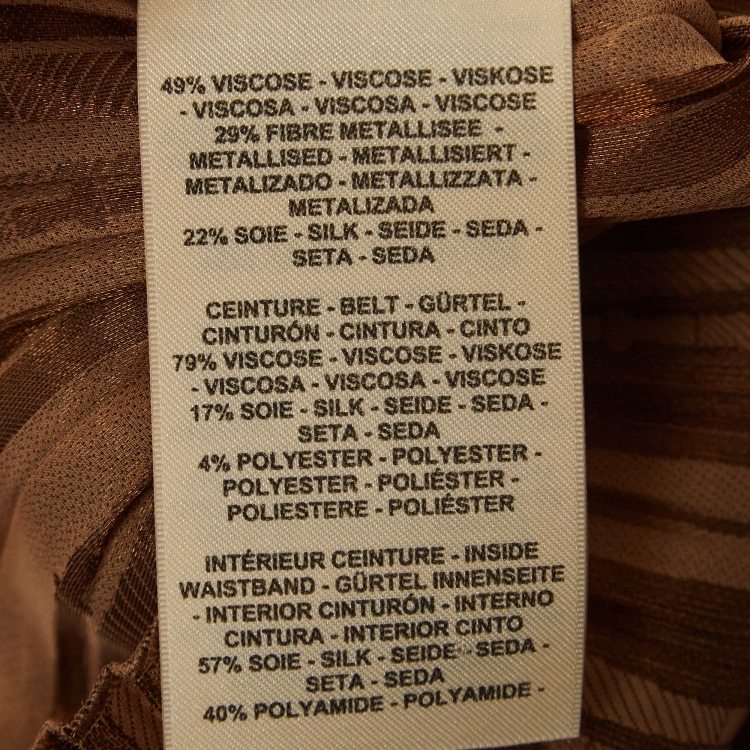 49% VISCOSE - VISCOSE - VISKOSE
- VISCOSA - VISCOSA - VISCOSE
29% FIBRE METALLISEE -
METALLISED - METALLISIERT -
METALIZADO - METALLIZZATA -
METALIZADA
22% SOIE - SILK - SEIDE - SEDA -
SETA - SEDA
CEINTURE - BELT - GÜRTEL -
CINTURÓN - CINTURA - CINTO
79% VISCOSE - VISCOSE - VISKOSE
- VISCOSA - VISCOSA - VISCOSE
17% SOIE - SILK - SEIDE - SEDA -
SETA - SEDA
4% POLYESTER - POLYESTER -
POLYESTER - POLIÉSTER -
POLIESTERE - POLIÉSTER
INTÉRIEUR CEINTURE - INSIDE
WAISTBAND - GÜRTEL INNENSEITE
- INTERIOR CINTURÓN - INTERNO
CINTURA - INTERIOR CINTO
57% SOIE - SILK - SEIDE - SEDA -
SETA - SEDA
40% POLYAMIDE - POLYAMIDE -